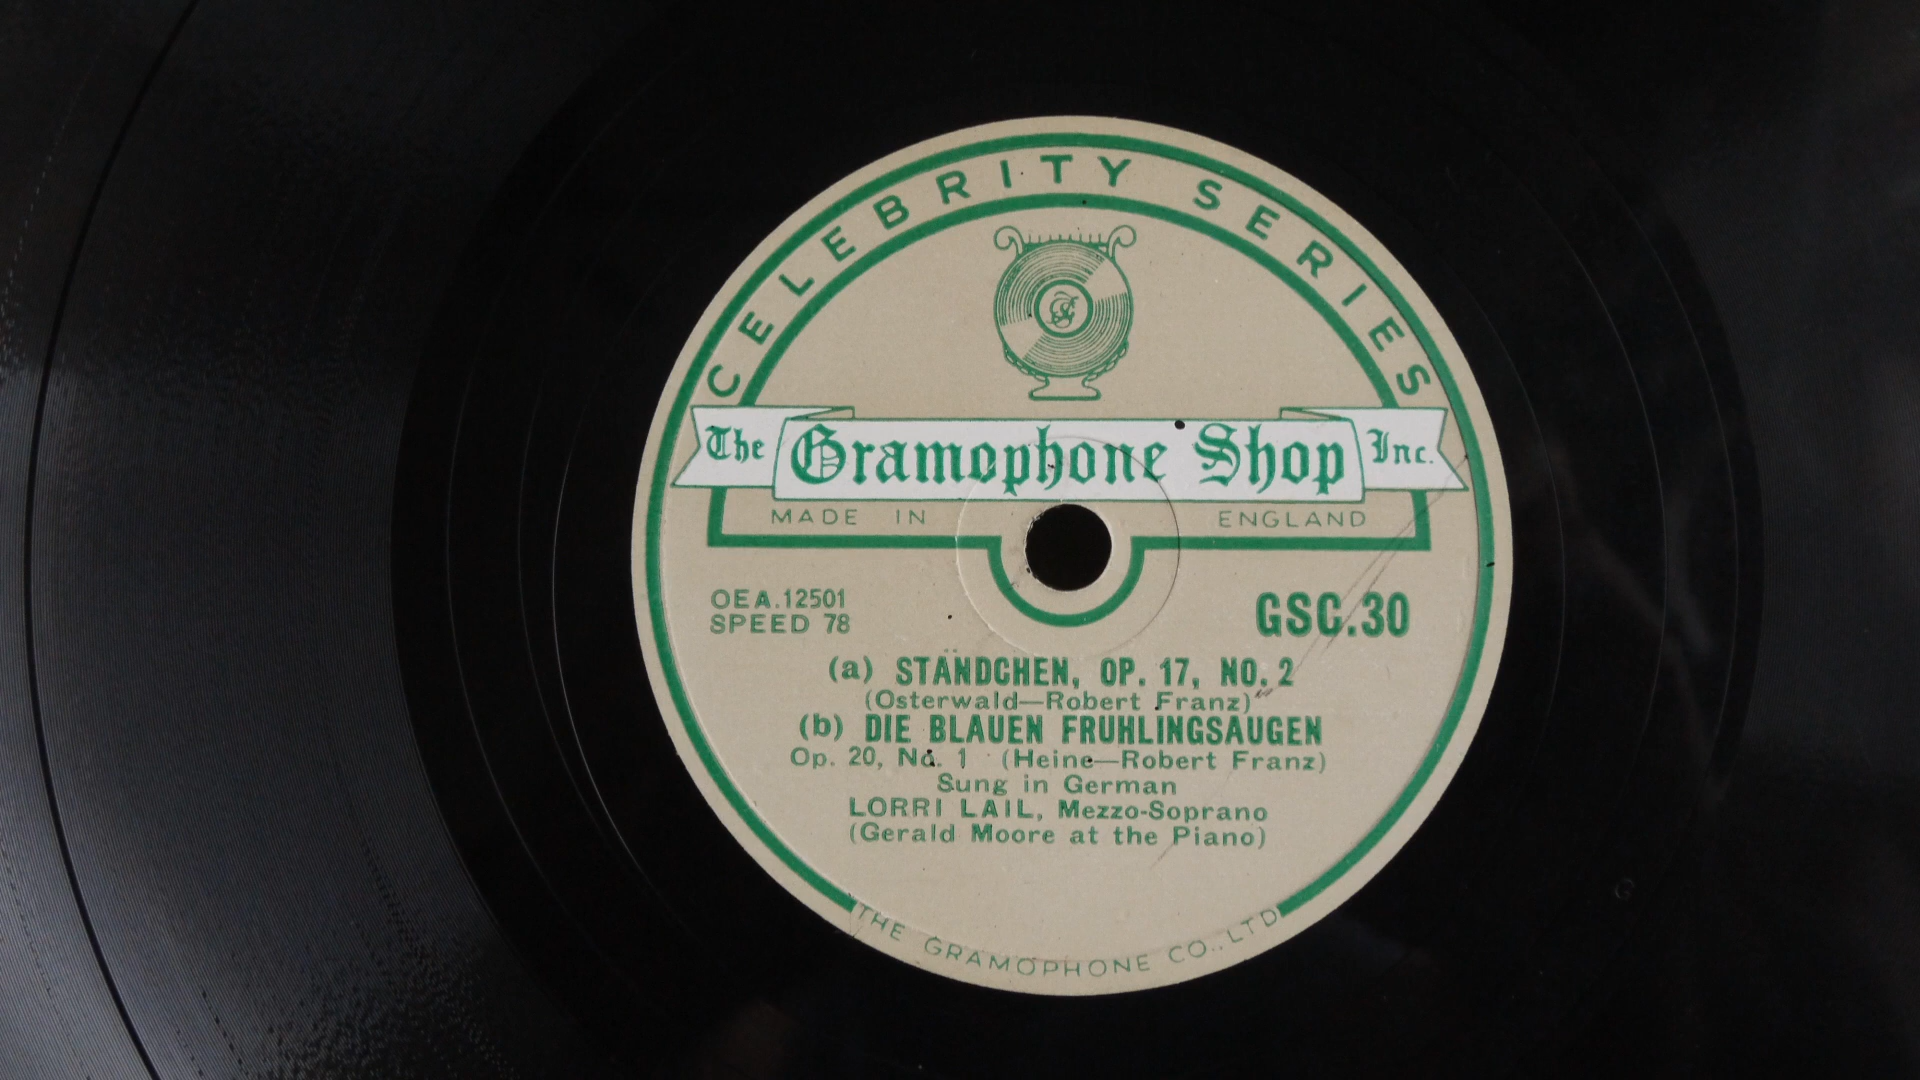 CELEBRITY SERIES
The Gramophone Shop Inc.
MADE IN ENGLAND
OEA.12501
SPEED 78
GSC.30
(a) STÄNDCHEN, OP. 17, NO. 2
(Osterwald—Robert Franz)
(b) DIE BLAUEN FRUHLINGSAUGEN
Op. 20, No. 1 (Heine—Robert Franz)
Sung in German
LORRI LAIL, Mezzo-Soprano
(Gerald Moore at the Piano)
THE GRAMOPHONE CO., LTD